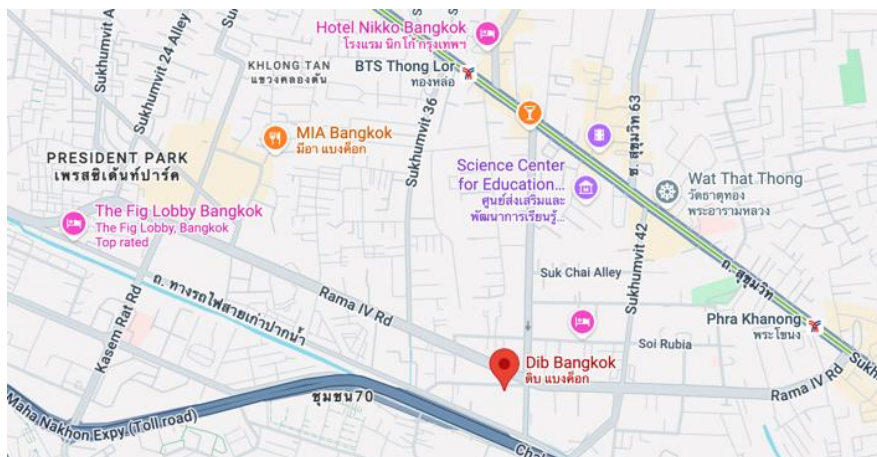 Hotel Nikko Bangkok
โรงแรม นิกโก้ กรุงเทพฯ
BTS Thong Lor
ทองหล่อ
Sukhumvit 24 Alley
KHLONG TAN
แขวงคลองตัน
Sukhumvit 36
ซ. สุขุมวิท 63
MIA Bangkok
มีอา แบงค็อก
PRESIDENT PARK
เพรสซิเด้นท์ปาร์ค
Science Center
for Education...
ศูนย์ส่งเสริมและ
พัฒนาการเรียนรู้...
Wat That Thong
วัดธาตุทอง
พระอารามหลวง
The Fig Lobby Bangkok
The Fig Lobby, Bangkok
Top rated
Sukhumvit 42
ถ. สุขุมวิท
Suk Chai Alley
ถ. ทางรถไฟสายเก่าปากน้ำ
Rama IV Rd
Kasem Rat Rd
Phra Khanong
พระโขนง
Soi Rubia
Dib Bangkok
ดิบ แบงค็อก
Rama IV Rd
ชุมชน70
Maha Nakhon Expy (Toll road)